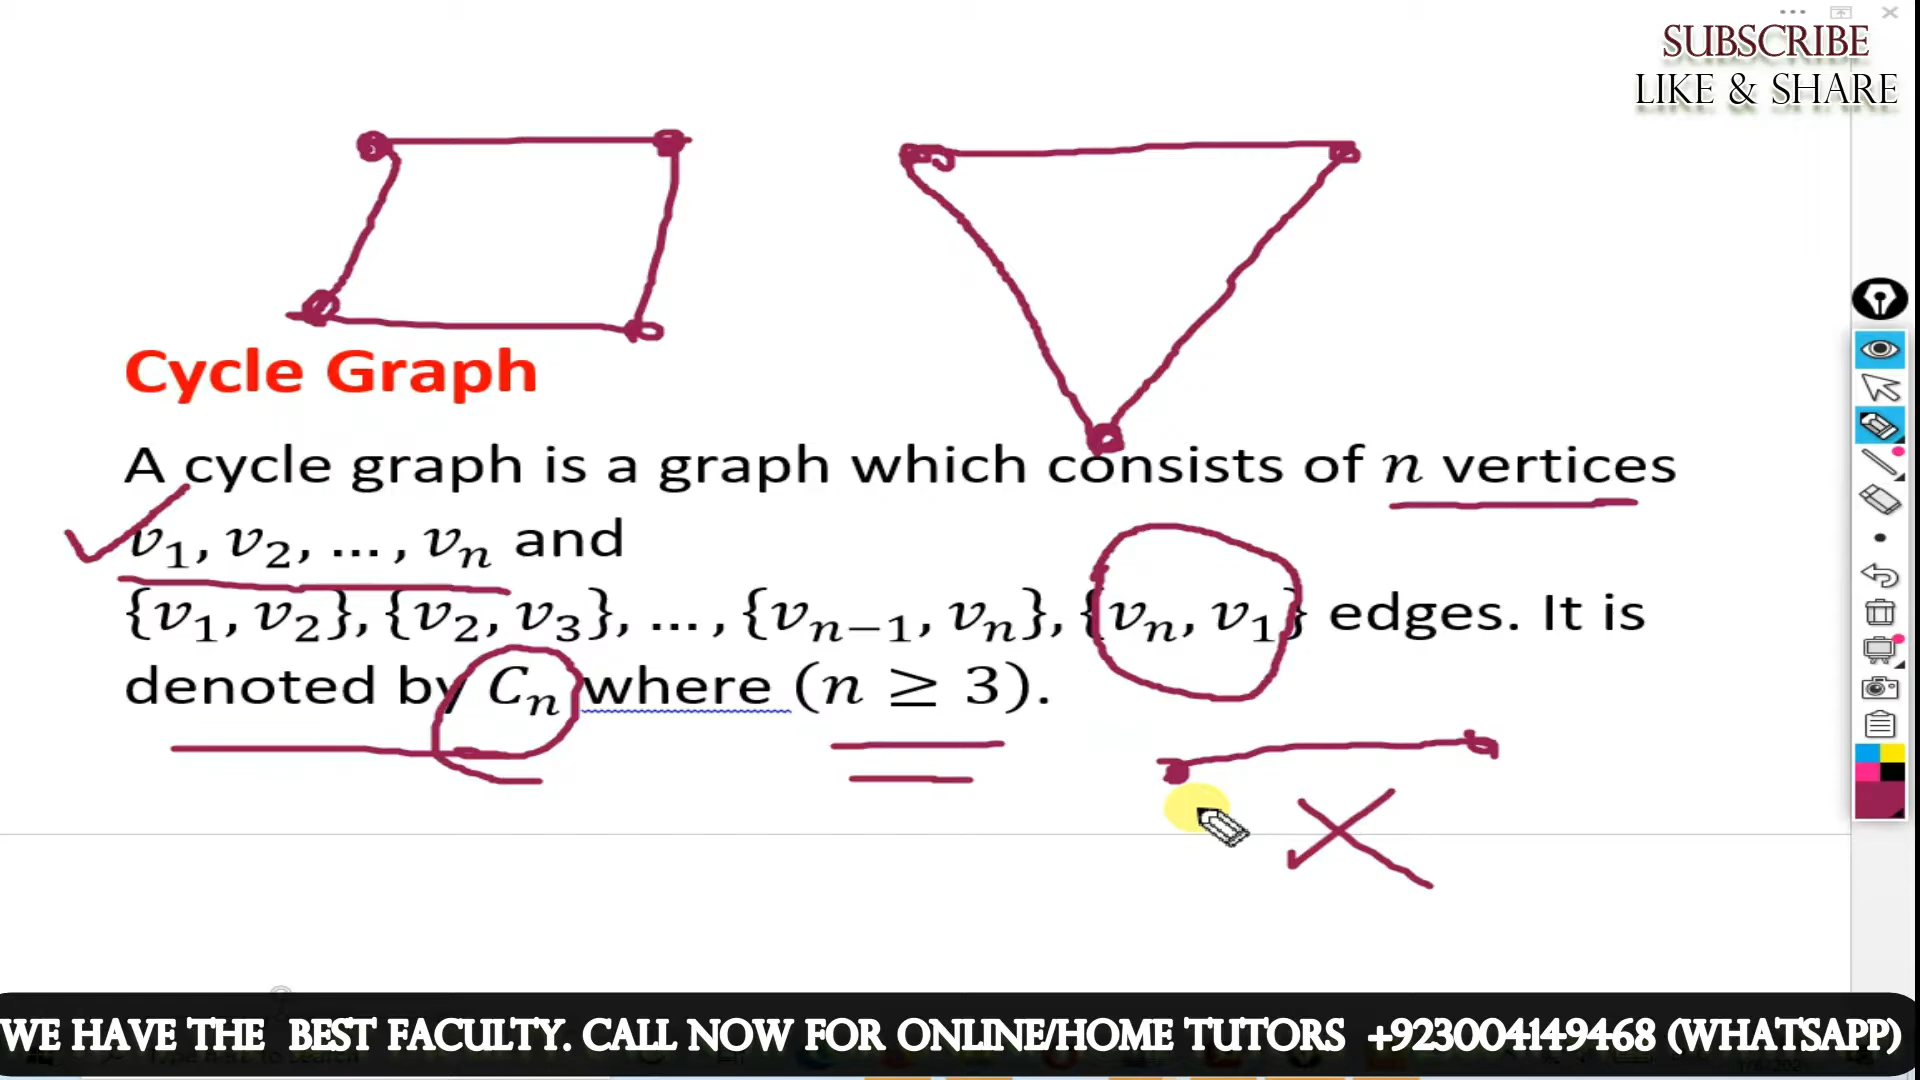 SUBSCRIBE
LIKE & SHARE
Cycle Graph
A cycle graph is a graph which consists of n vertices
v₁, v₂, … , vₙ and
{v₁, v₂}, {v₂, v₃}, … , {vₙ₋₁, vₙ}, {vₙ, v₁} edges. It is
denoted by Cₙ where (n ≥ 3).
WE HAVE THE BEST FACULTY. CALL NOW FOR ONLINE/HOME TUTORS +923004149468 (WHATSAPP)